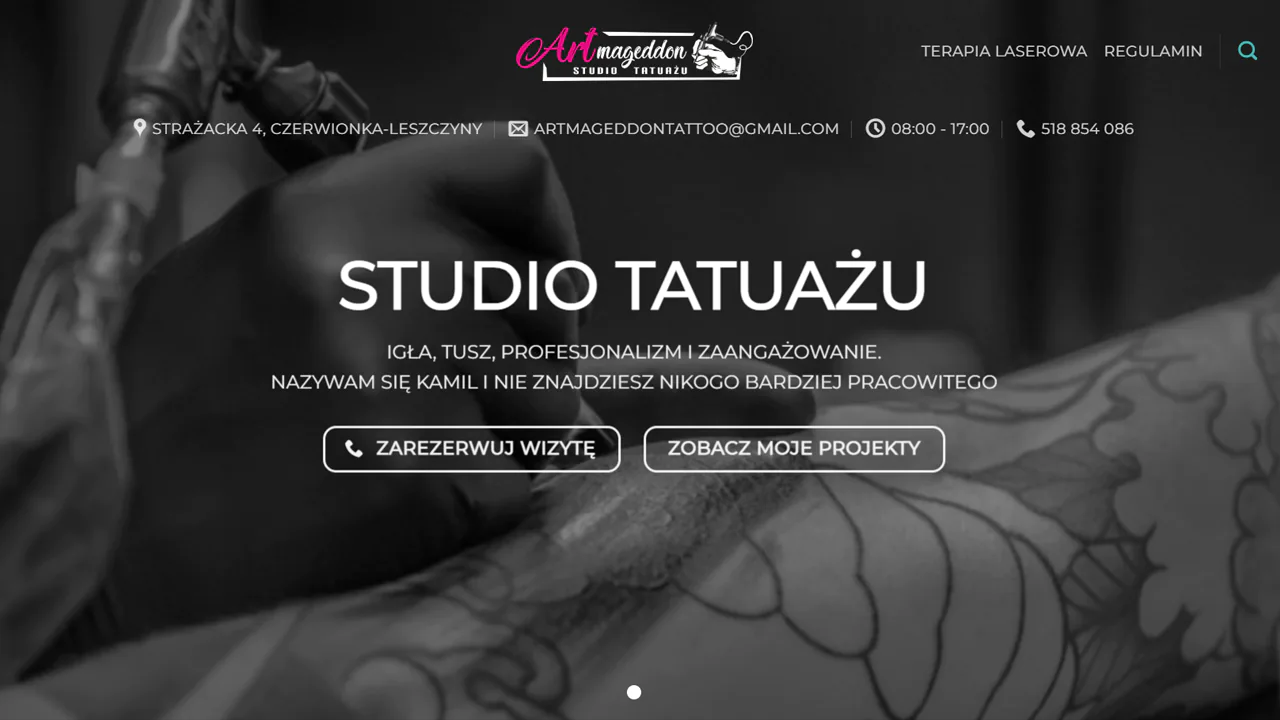 Artmageddon
STUDIO TATUAŻU
TERAPIA LASEROWA
REGULAMIN
STRAŻACKA 4, CZERWIONKA-LESZCZYNY
ARTMAGEDDONTATTOO@GMAIL.COM
08:00 - 17:00
518 854 086
STUDIO TATUAŻU
IGŁA, TUSZ, PROFESJONALIZM I ZAANGAŻOWANIE.
NAZYWAM SIĘ KAMIL I NIE ZNAJDZIESZ NIKOGO BARDZIEJ PRACOWITEGO
ZAREZERWUJ WIZYTĘ
ZOBACZ MOJE PROJEKTY